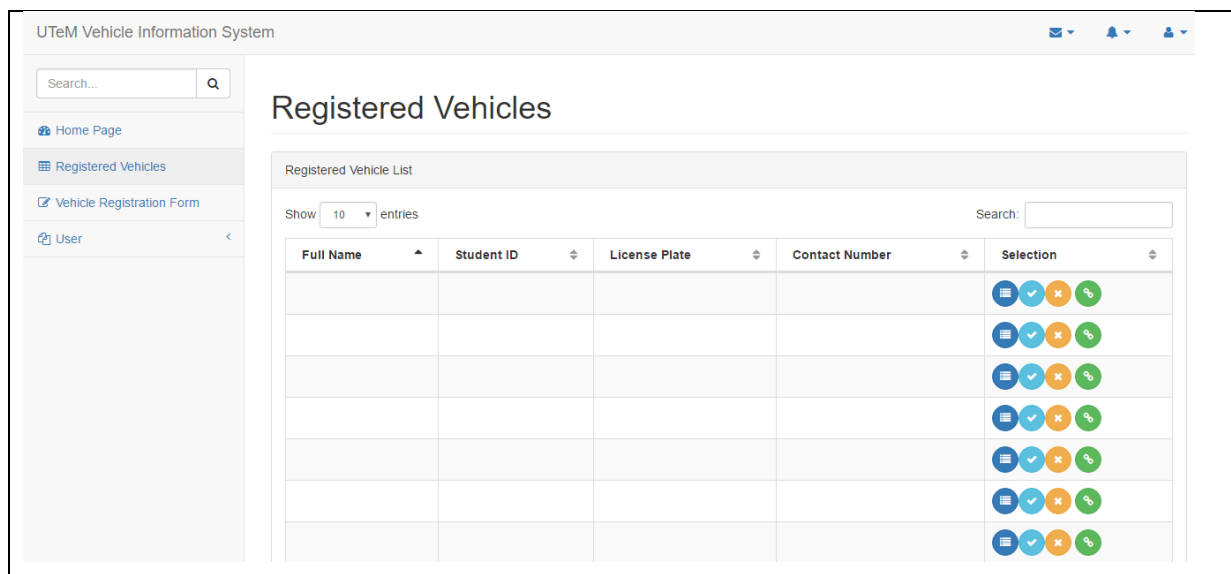 UTeM Vehicle Information System
Search...
Home Page
Registered Vehicles
Vehicle Registration Form
User
Registered Vehicles
Registered Vehicle List
Show 10 entries
Search:
Full Name Student ID License Plate Contact Number Selection